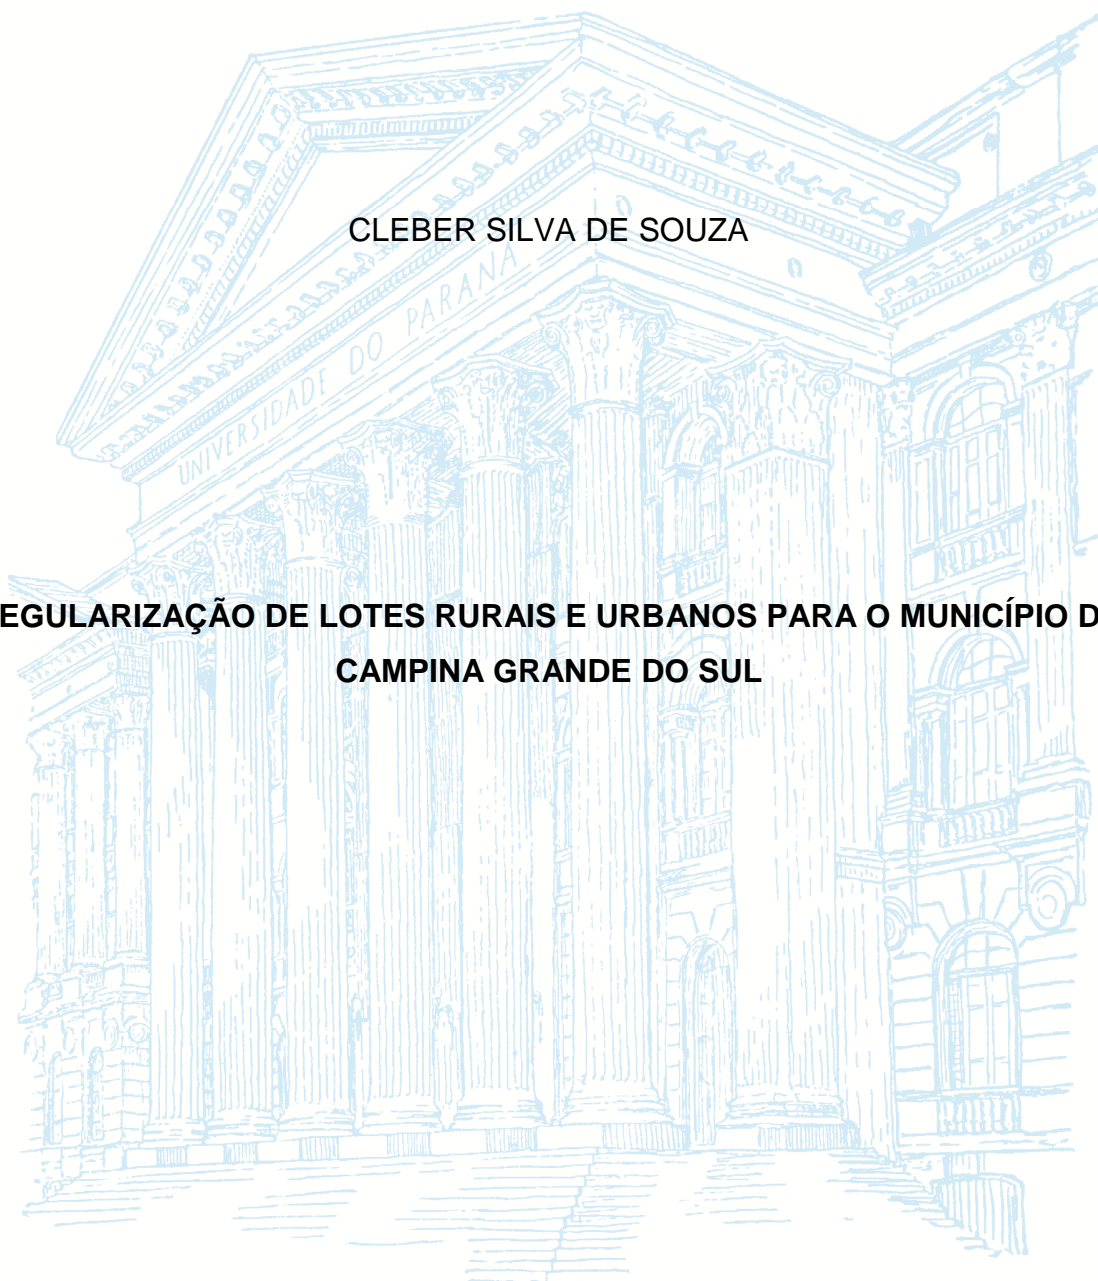 CLEBER SILVA DE SOUZA
UNIVERSIDADE DO PARANÁ
EGULARIZAÇÃO DE LOTES RURAIS E URBANOS PARA O MUNICÍPIO D
CAMPINA GRANDE DO SUL